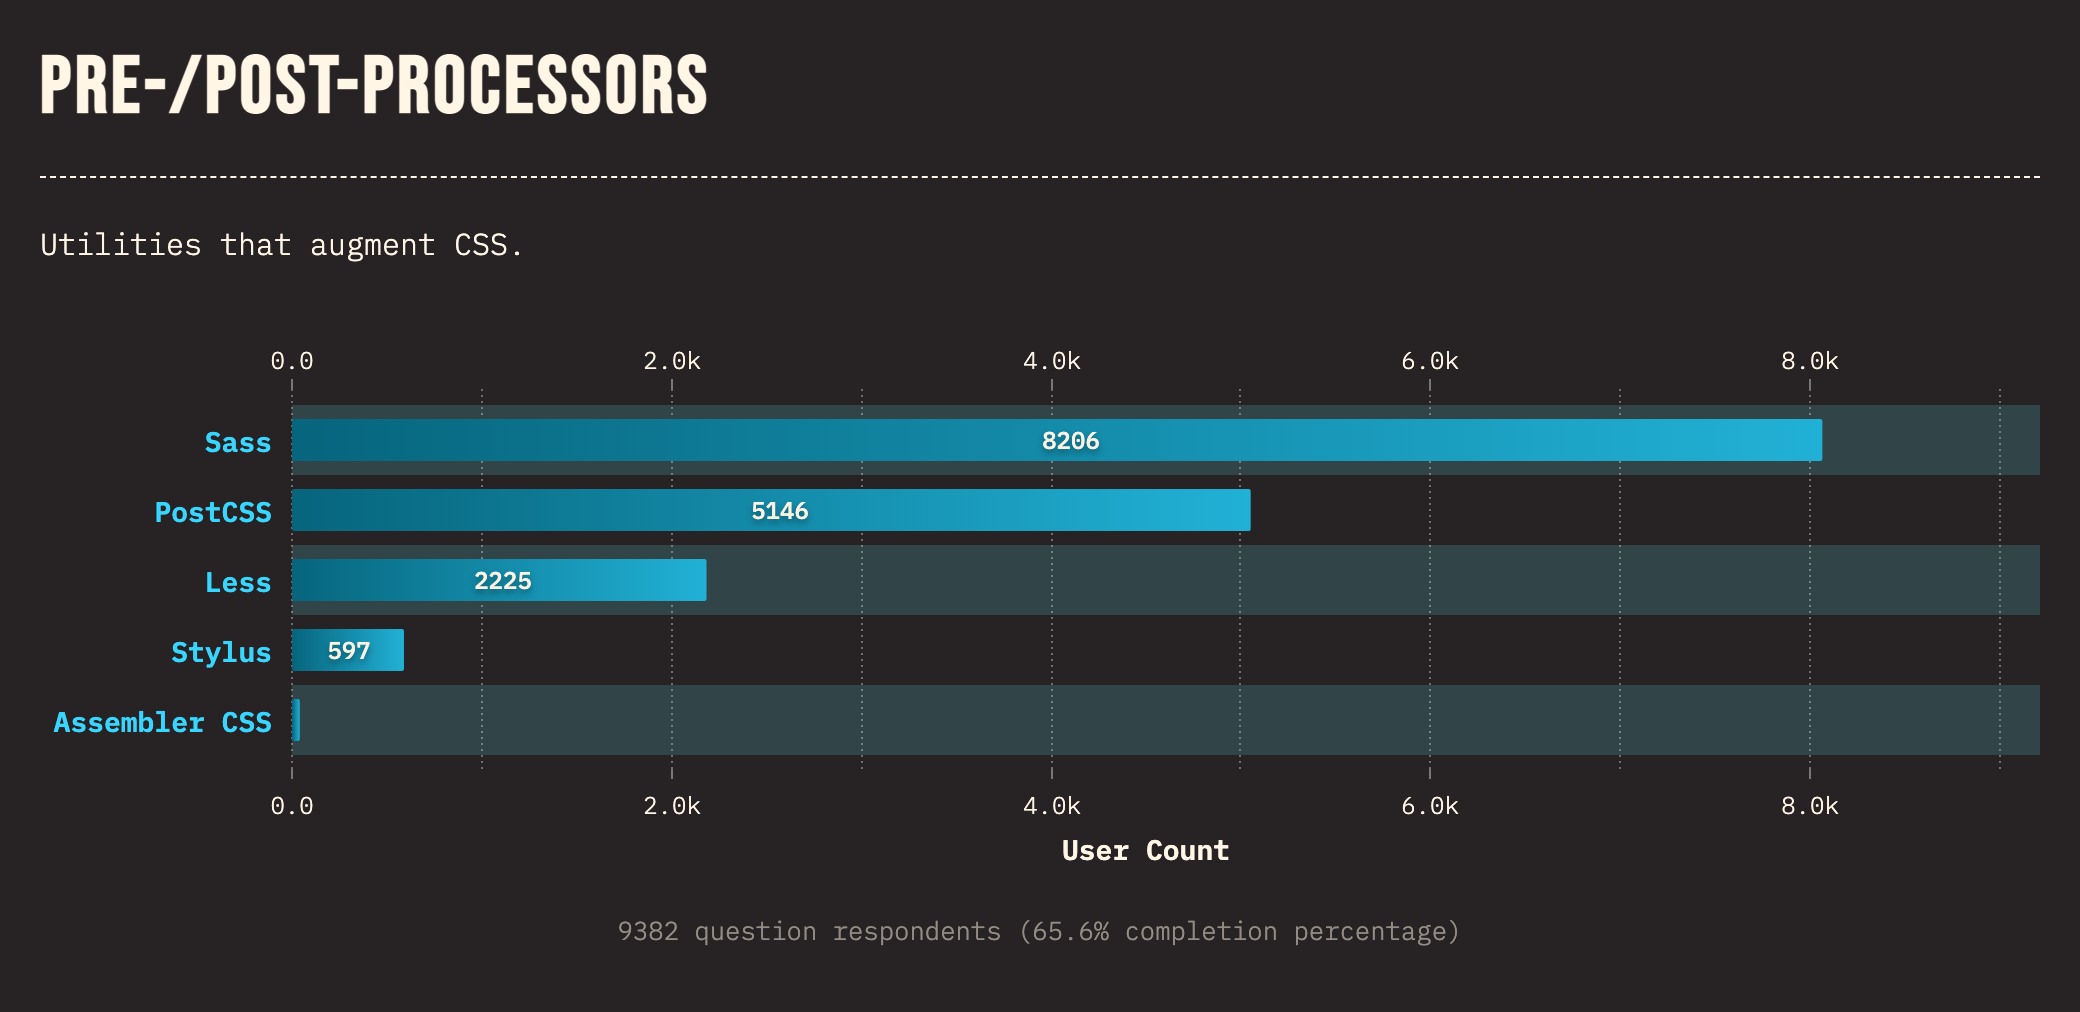 PRE-/POST-PROCESSORS
Utilities that augment CSS.
0.0 2.0k 4.0k 6.0k 8.0k
Sass 8206
PostCSS 5146
Less 2225
Stylus 597
Assembler CSS
0.0 2.0k 4.0k 6.0k 8.0k
User Count
9382 question respondents (65.6% completion percentage)